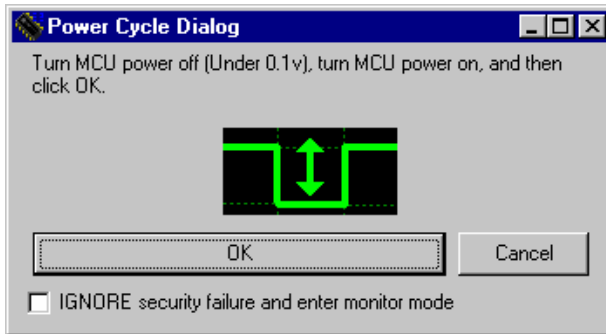 Power Cycle Dialog
Turn MCU power off (Under 0.1v), turn MCU power on, and then
click OK.
OK
Cancel
IGNORE security failure and enter monitor mode